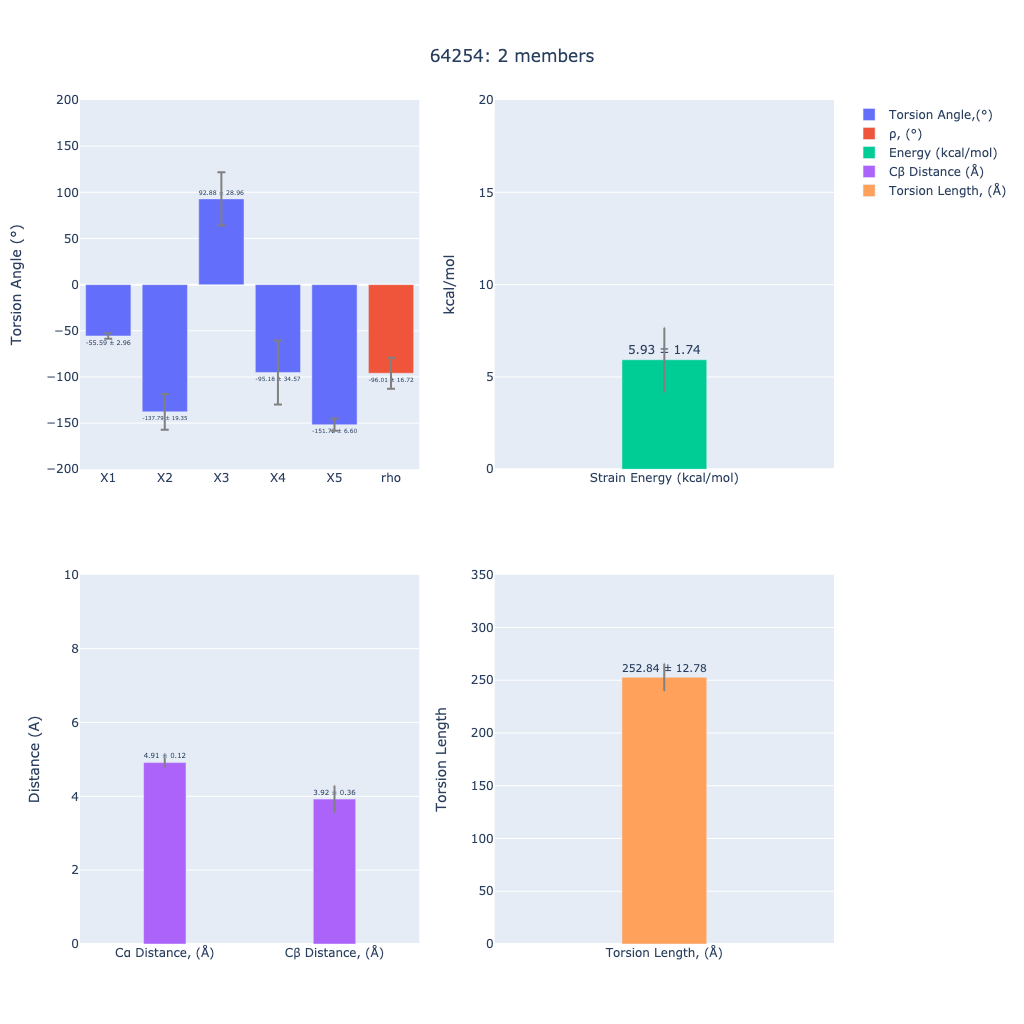 64254: 2 members
Torsion Angle (°)
200
150
100
50
0
−50
−100
−150
−200
-55.59 ± 2.96
-137.79 ± 19.35
92.88 ± 28.96
-95.18 ± 34.57
-96.01 ± 16.72
X1 X2 X3 X4 X5 rho
kcal/mol
20
15
10
5
0
5.93 ± 1.74
Strain Energy (kcal/mol)
Torsion Angle,(°)
ρ, (°)
Energy (kcal/mol)
Cβ Distance (Å)
Torsion Length, (Å)
Distance (A)
10
8
6
4
2
0
4.91 ± 0.12
3.92 ± 0.36
Cα Distance, (Å) Cβ Distance, (Å)
Torsion Length
350
300
250
200
150
100
50
0
252.84 ± 12.78
Torsion Length, (Å)